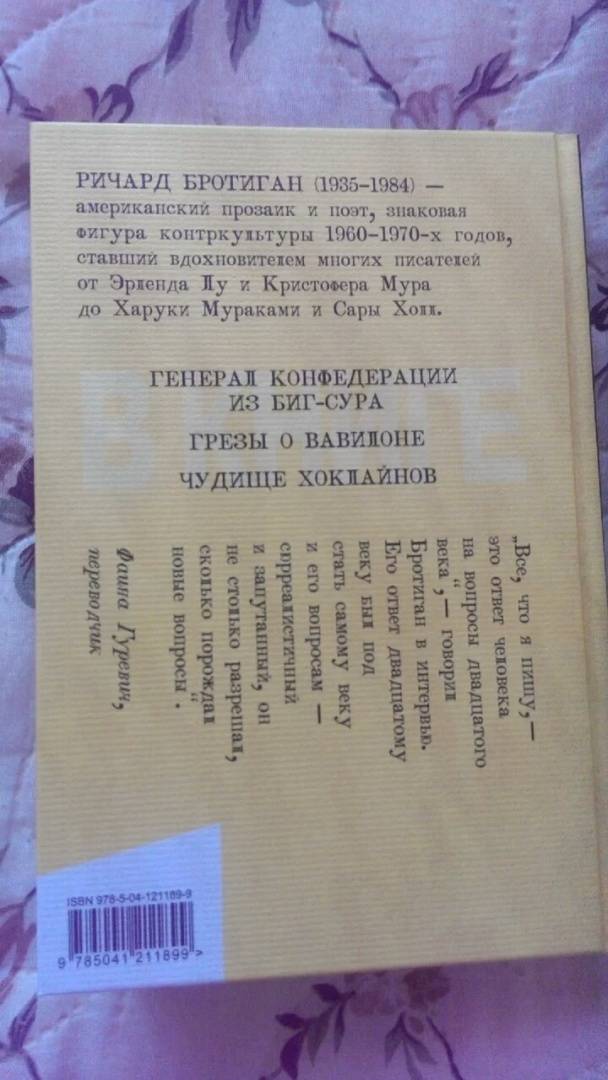 РИЧАРД БРОТИГАН (1935–1984) —
американский прозаик и поэт, знаковая
фигура контркультуры 1960–1970-х годов,
ставший вдохновителем многих писателей
от Эрленда Лу и Кристофера Мура
до Харуки Мураками и Сары Холл.
ГЕНЕРАЛ КОНФЕДЕРАЦИИ
ИЗ БИГ-СУРА
ГРЕЗЫ О ВАВИЛОНЕ
ЧУДИЩЕ ХОКЛАЙНОВ
„Все, что я пишу, —
это ответ человека
на вопросы двадцатого
века“, — говорил
Бротиган в интервью.
Его ответ двадцатому
веку был под
стать самому веку
и его вопросам —
сюрреалистичный
и запутанный, он
не столько разрешал,
сколько порождал
новые вопросы“.
Фаина Гуревич,
переводчик
ISBN 978-5-04-121189-9
9 785041 211899 >